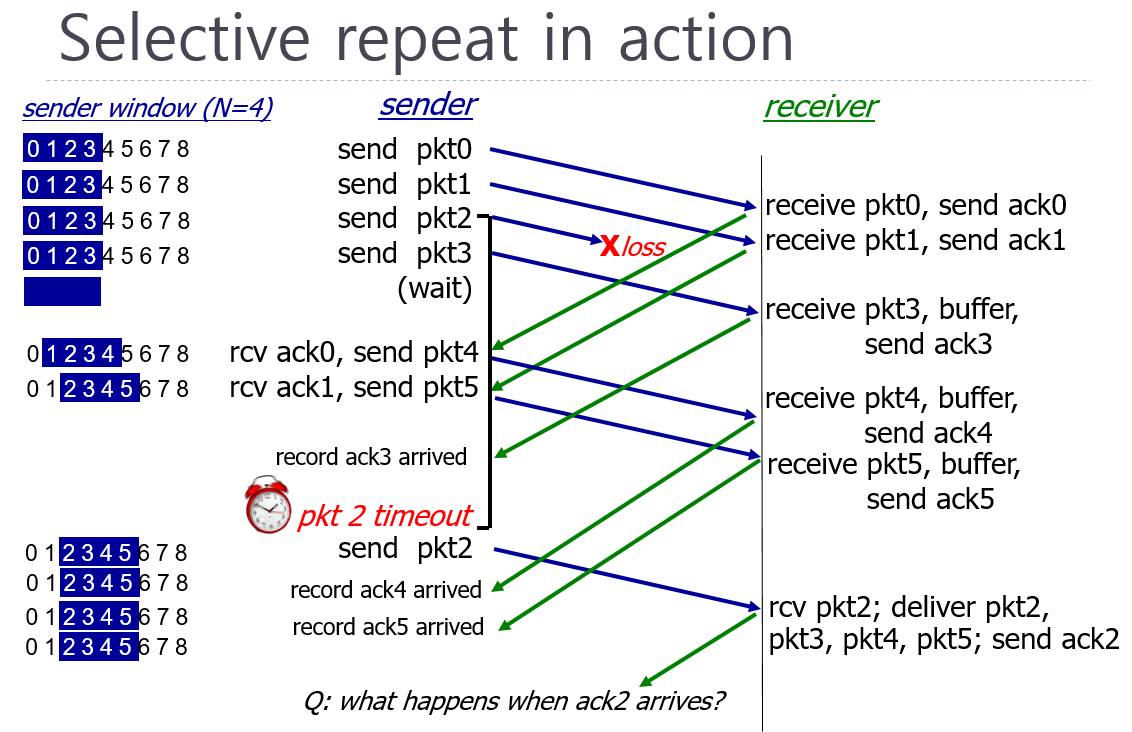 Selective repeat in action
sender window (N=4)
sender
receiver
0 1 2 3 4 5 6 7 8
send pkt0
0 1 2 3 4 5 6 7 8
send pkt1
0 1 2 3 4 5 6 7 8
send pkt2
0 1 2 3 4 5 6 7 8
send pkt3
(wait)
Xloss
receive pkt0, send ack0
receive pkt1, send ack1
receive pkt3, buffer,
send ack3
0 1 2 3 4 5 6 7 8
rcv ack0, send pkt4
0 1 2 3 4 5 6 7 8
rcv ack1, send pkt5
receive pkt4, buffer,
send ack4
receive pkt5, buffer,
send ack5
record ack3 arrived
pkt 2 timeout
0 1 2 3 4 5 6 7 8
send pkt2
0 1 2 3 4 5 6 7 8
record ack4 arrived
0 1 2 3 4 5 6 7 8
record ack5 arrived
0 1 2 3 4 5 6 7 8
rcv pkt2; deliver pkt2,
pkt3, pkt4, pkt5; send ack2
Q: what happens when ack2 arrives?